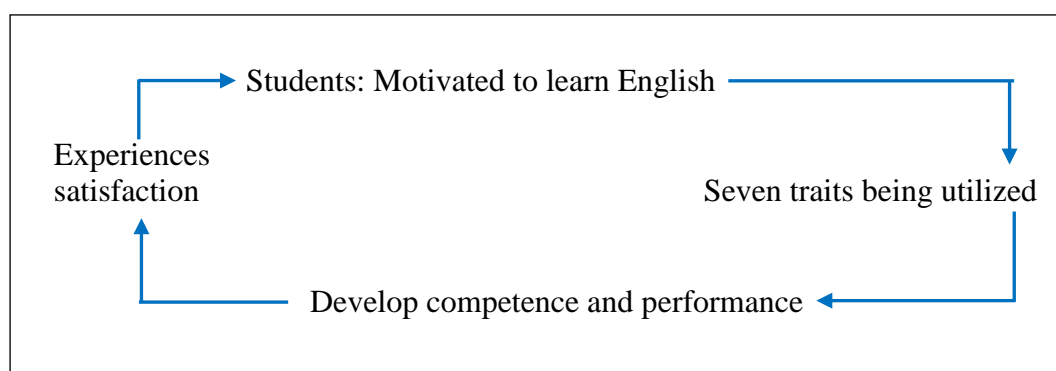 Students: Motivated to learn English
Experiences
satisfaction
Seven traits being utilized
Develop competence and performance